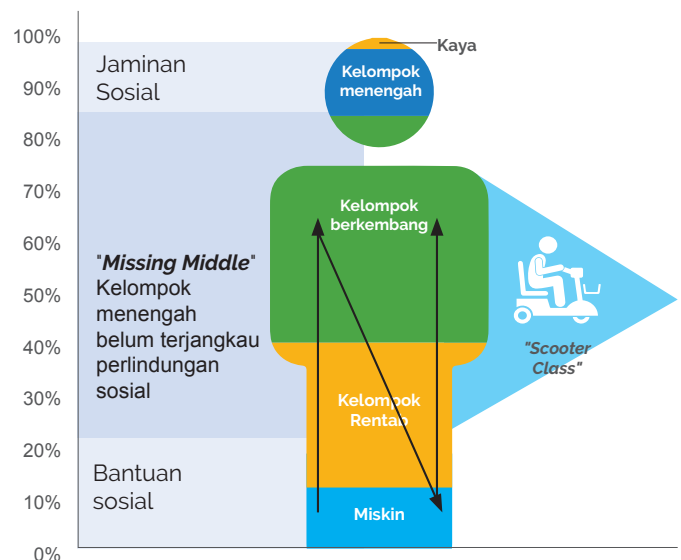 100%
90%
80%
70%
60%
50%
40%
30%
20%
10%
0%
Jaminan
Sosial
"Missing Middle"
Kelompok
menengah
belum terjangkau
perlindungan
sosial
Bantuan
sosial
Kaya
Kelompok
menengah
Kelompok
berkembang
Kelompok
Rentan
Miskin
"Scooter
Class"